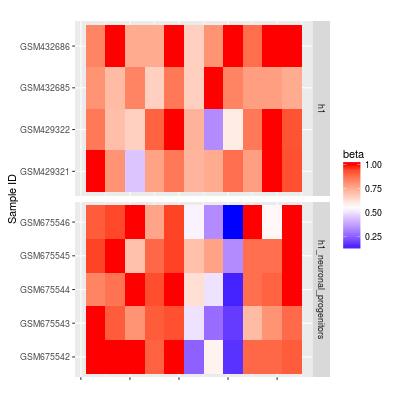 GSM432686
GSM432685
GSM429322
GSM429321
h1
GSM675546
GSM675545
GSM675544
GSM675543
GSM675542
h1_neuronal_progenitors
Sample ID
beta
1.00
0.75
0.50
0.25